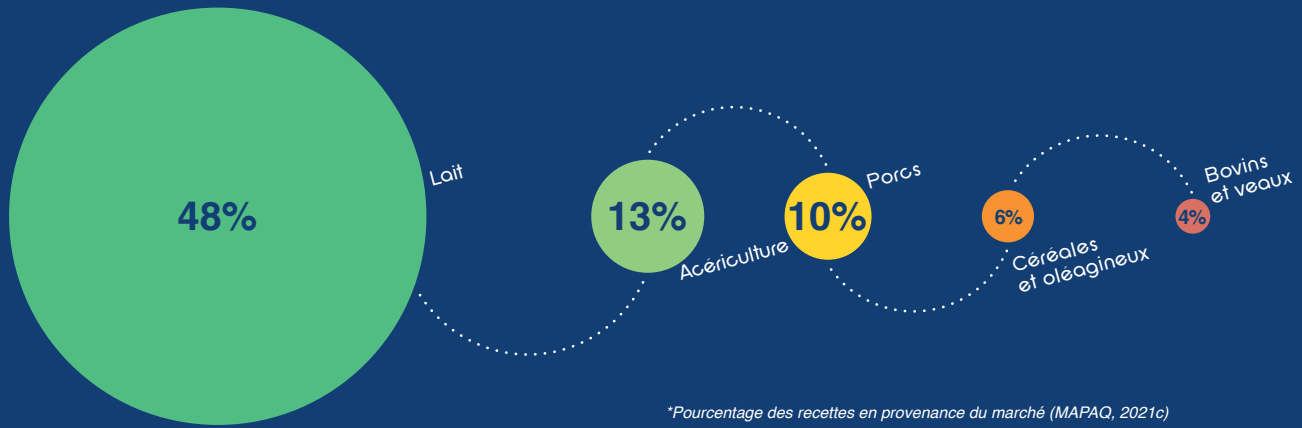 48%
Lait
13%
Acériculture
10%
Porcs
6%
Céréales
et oléagineux
4%
Bovins
et veaux
*Pourcentage des recettes en provenance du marché (MAPAQ, 2021c)